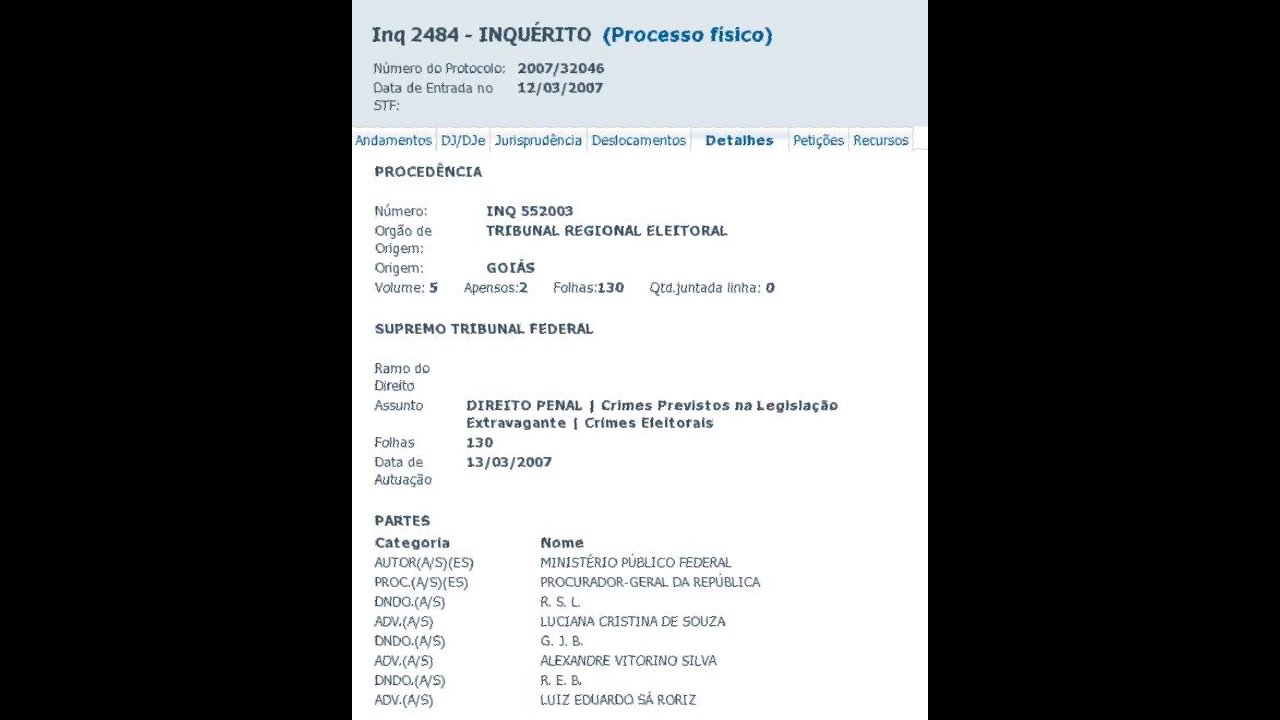 Inq 2484 - INQUÉRITO (Processo físico)
Número do Protocolo: 2007/32046
Data de Entrada no STF: 12/03/2007
Andamentos DJ/DJe Jurisprudência Deslocamentos Detalhes Petições Recursos
PROCEDÊNCIA
Número: INQ 552003
Orgão de Origem: TRIBUNAL REGIONAL ELEITORAL
Origem: GOIÁS
Volume: 5 Apensos:2 Folhas:130 Qtd.juntada linha: 0
SUPREMO TRIBUNAL FEDERAL
Ramo do Direito
Assunto DIREITO PENAL | Crimes Previstos na Legislação
Extravagante | Crimes Eleitorais
Folhas 130
Data de Autuação 13/03/2007
PARTES
Categoria Nome
AUTOR(A/S)(ES) MINISTÉRIO PÚBLICO FEDERAL
PROC.(A/S)(ES) PROCURADOR-GERAL DA REPÚBLICA
DNDO.(A/S) R. S. L.
ADV.(A/S) LUCIANA CRISTINA DE SOUZA
DNDO.(A/S) G. J. B.
ADV.(A/S) ALEXANDRE VITORINO SILVA
DNDO.(A/S) R. E. B.
ADV.(A/S) LUIZ EDUARDO SÁ RORIZ